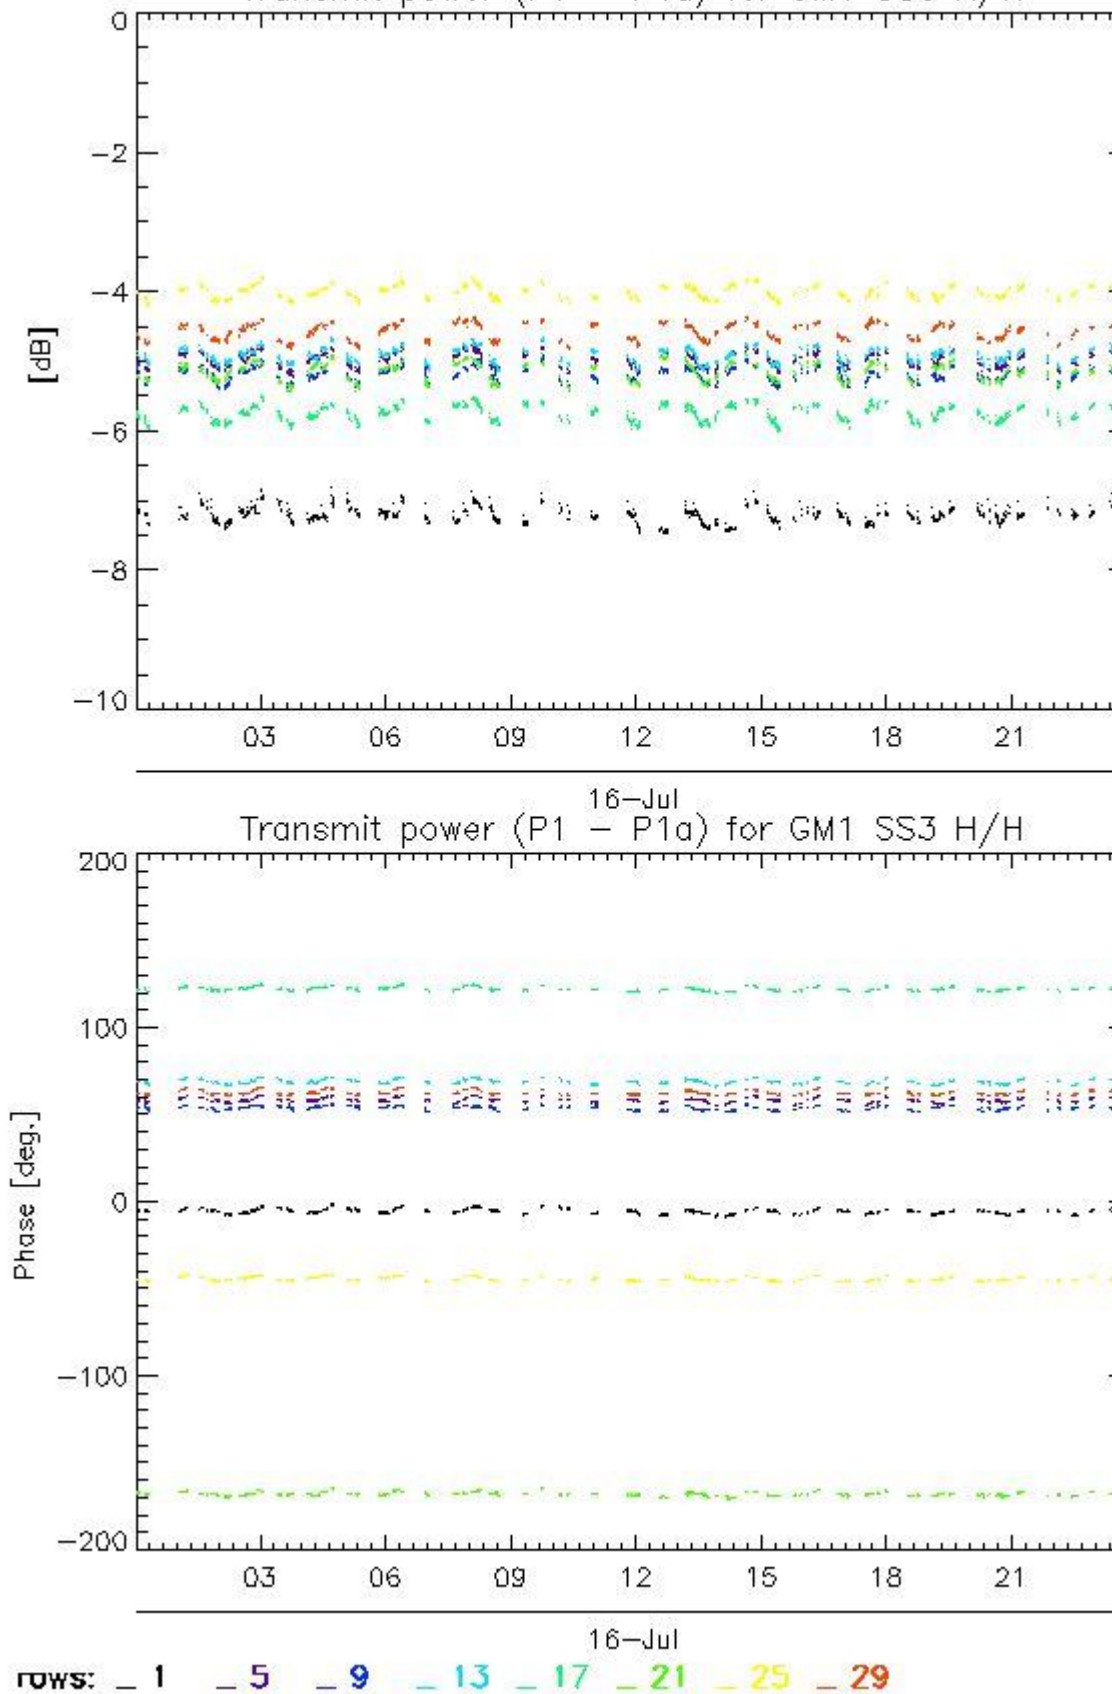 0
−2
−4
−6
−8
−10
[dB]
03 06 09 12 15 18 21
16−Jul
Transmit power (P1 − P1a) for GM1 SS3 H/H
200
100
0
−100
−200
Phase [deg.]
03 06 09 12 15 18 21
16−Jul
rows: _ 1 _ 5 _ 9 _ 13 _ 17 _ 21 _ 25 _ 29